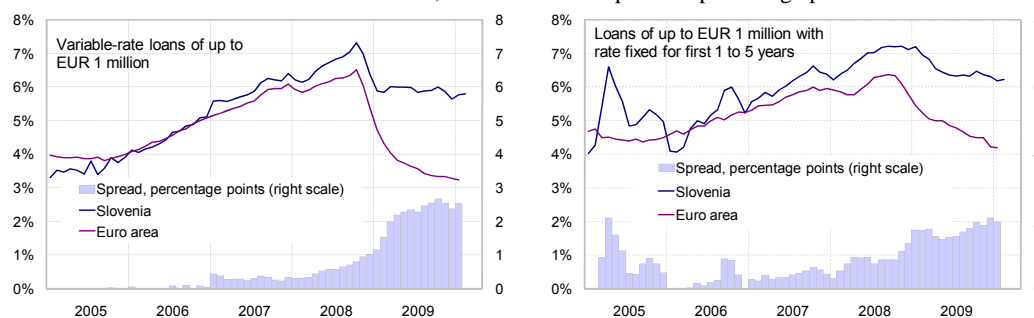 8%
7%
6%
5%
4%
3%
2%
1%
0%
Variable-rate loans of up to
EUR 1 million
Spread, percentage points (right scale)
Slovenia
Euro area
8
7
6
5
4
3
2
1
0
2005 2006 2007 2008 2009
8%
7%
6%
5%
4%
3%
2%
1%
0%
Loans of up to EUR 1 million with
rate fixed for first 1 to 5 years
Spread, percentage points (right scale)
Slovenia
Euro area
2005 2006 2007 2008 2009